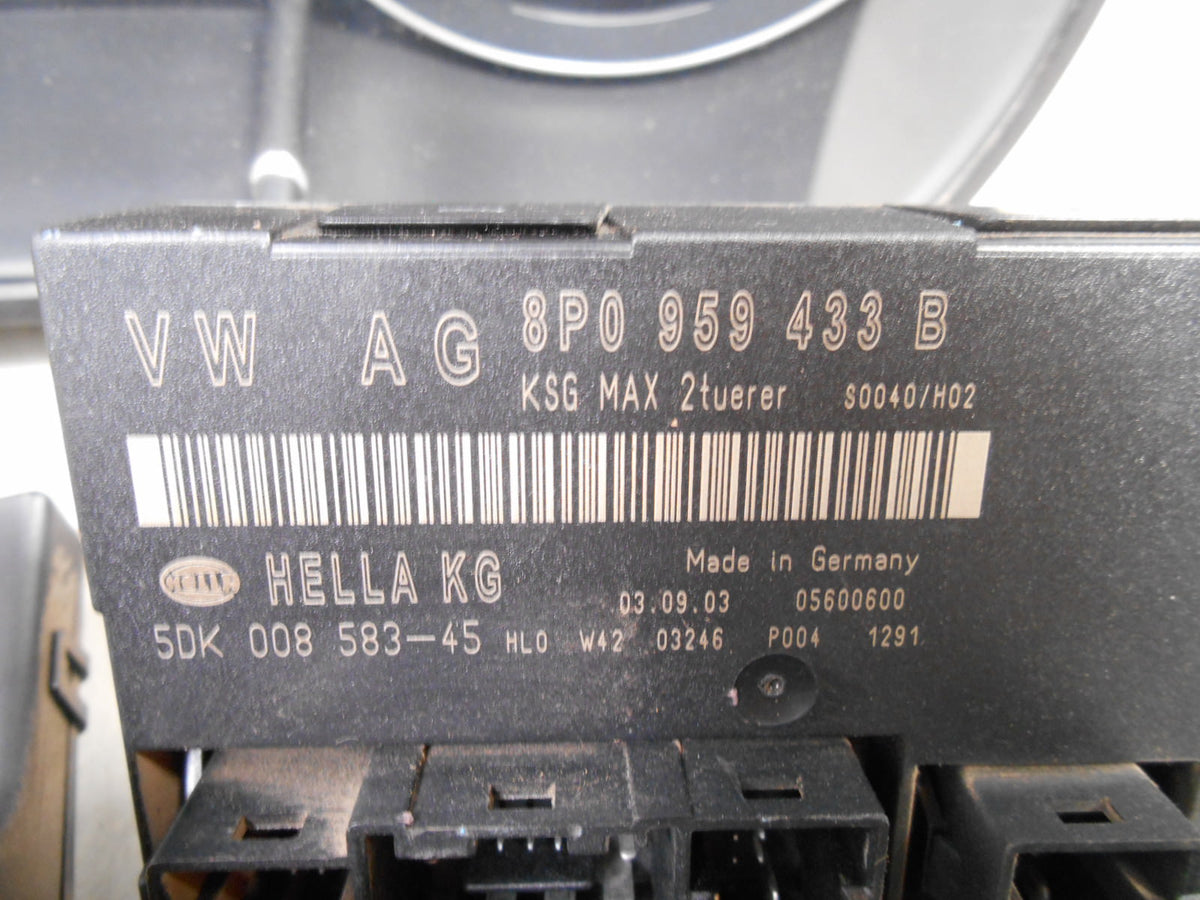 VW AG 8P0 959 433 B
KSG MAX 2tuerer S0040/H02
HELLA HELLA KG Made in Germany
03.09.03 05600600
5DK 008 583-45 HL0 W42 03246 P004 1291